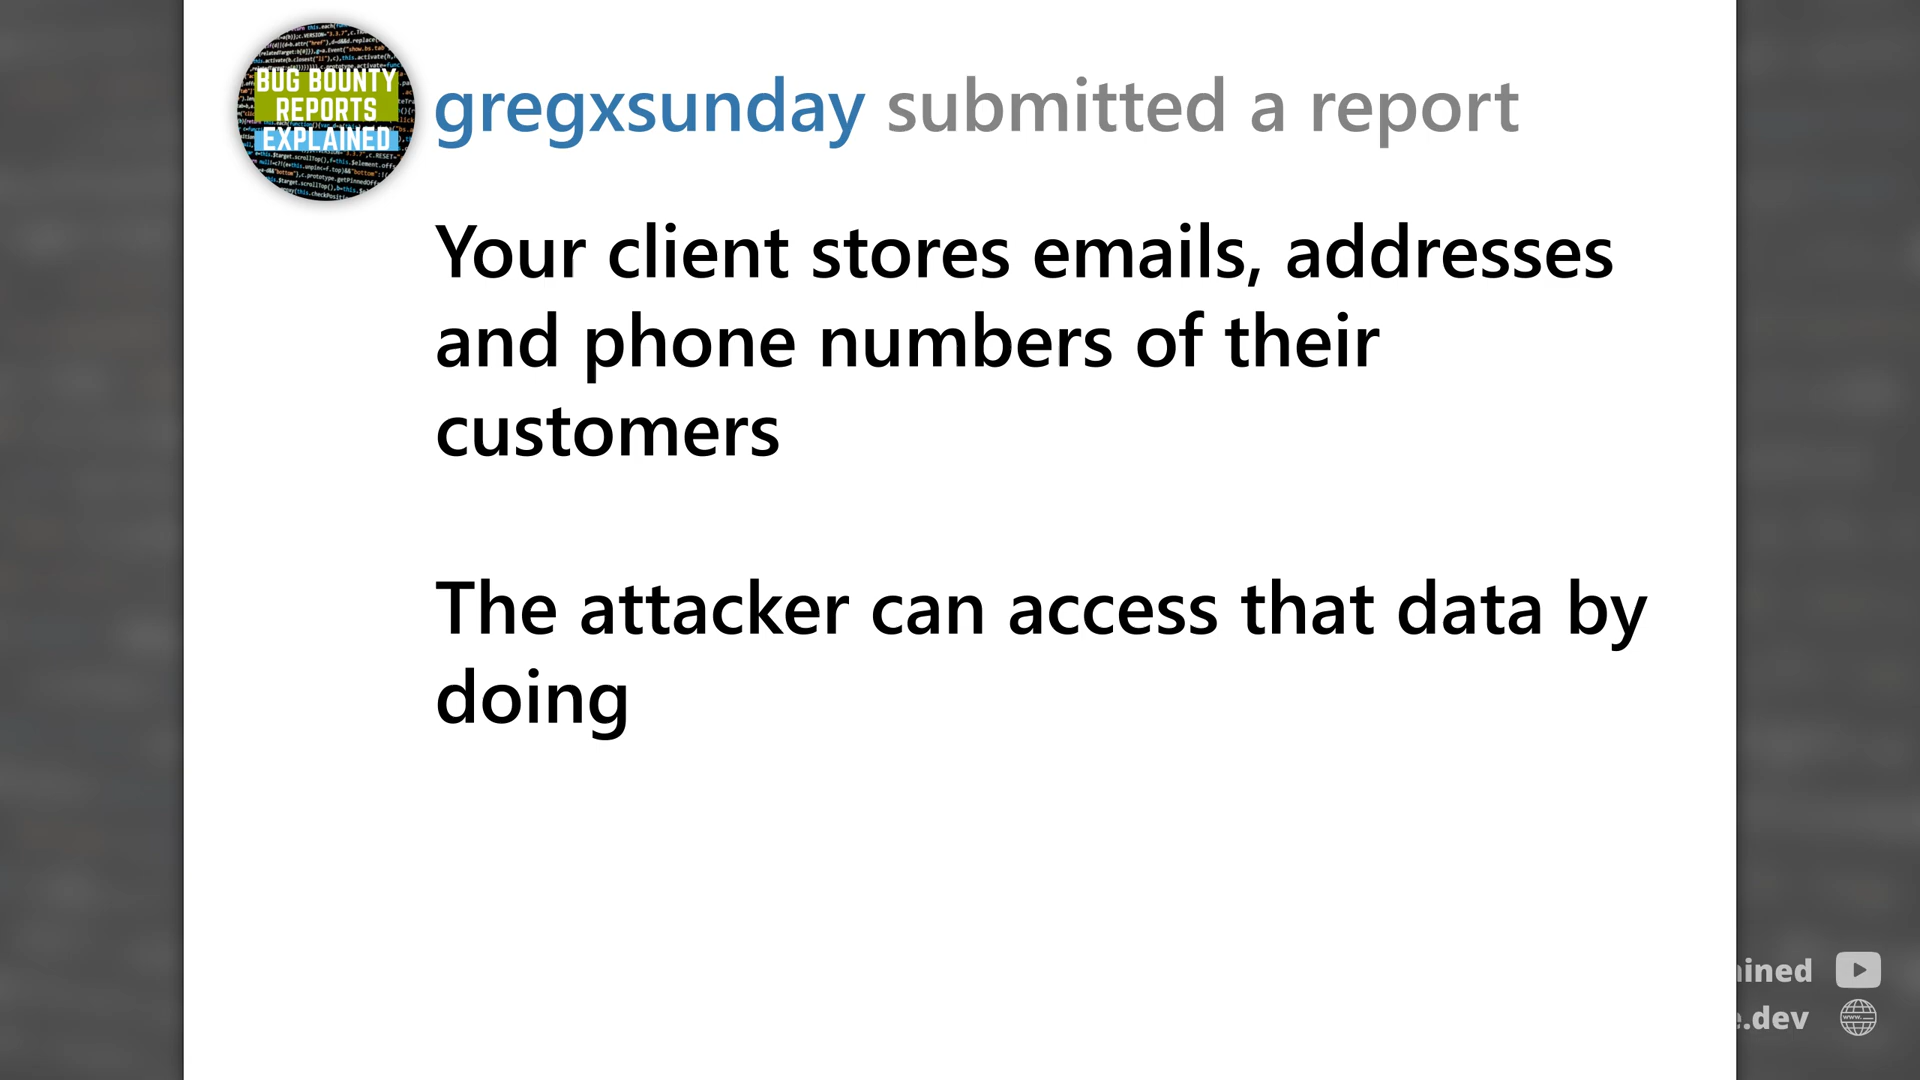 BUG BOUNTY
REPORTS
EXPLAINED
gregxsunday submitted a report
Your client stores emails, addresses
and phone numbers of their
customers
The attacker can access that data by
doing
ined
.dev